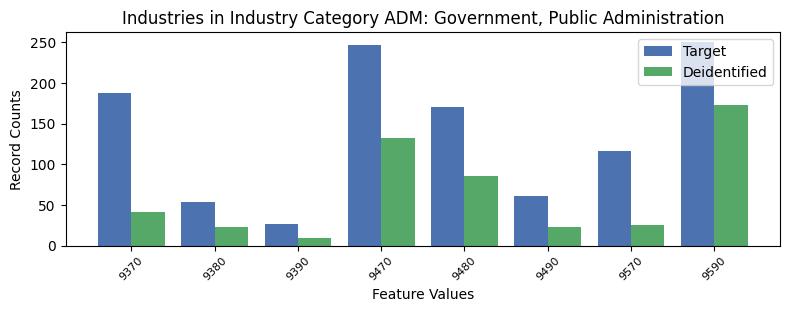 Industries in Industry Category ADM: Government, Public Administration
Target
Deidentified
Record Counts
250
200
150
100
50
0
9370 9380 9390 9470 9480 9490 9570 9590
Feature Values